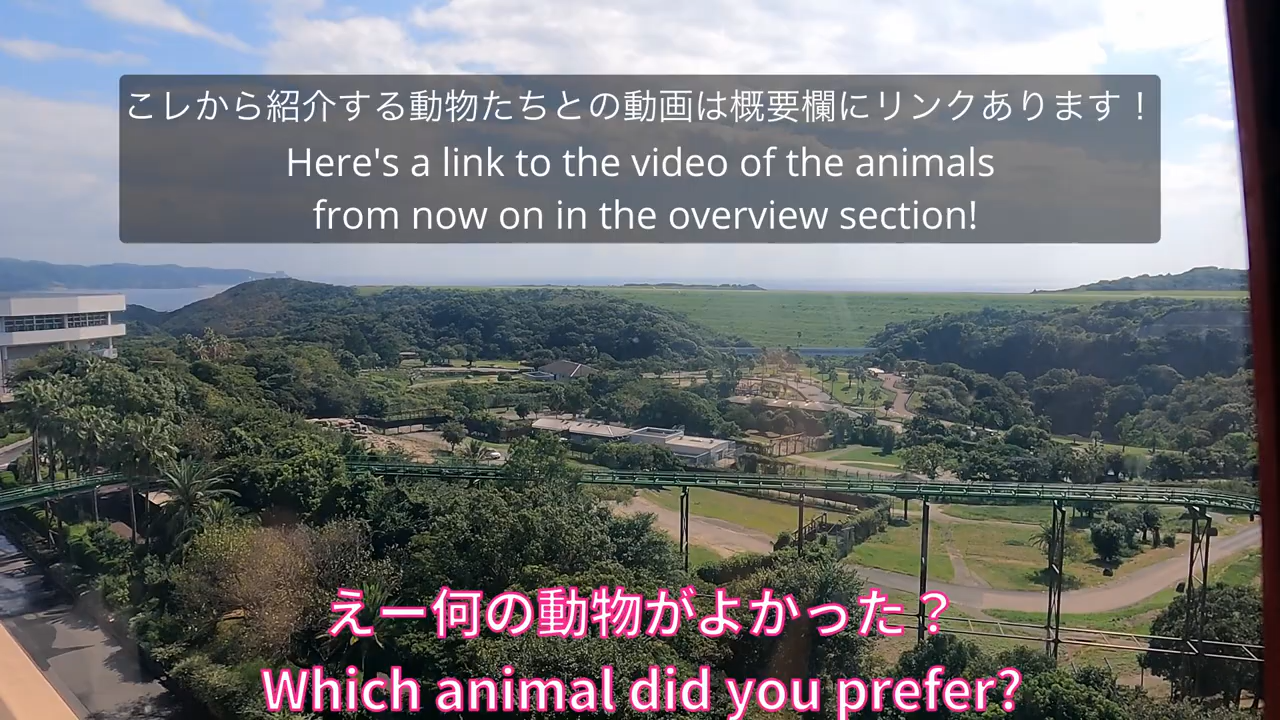 こレから紹介する動物たちとの動画は概要欄にリンクあります！
Here's a link to the video of the animals
from now on in the overview section!
えー何の動物がよかった？
Which animal did you prefer?